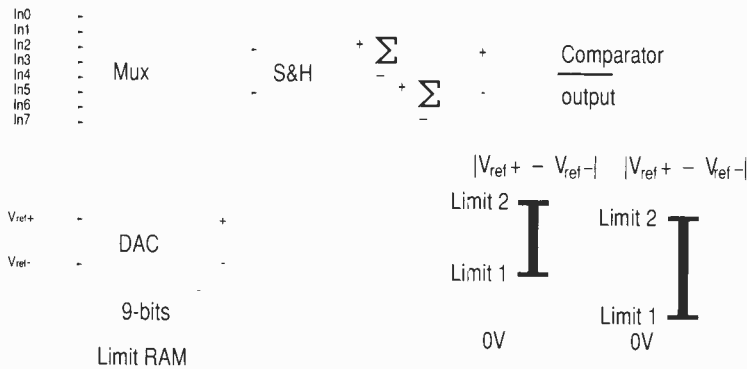 In0
In1
In2
In3
In4
In5
In6
In7
Mux
S&H
+ Σ
−
+ Σ
−
+
-
Comparator
output
|Vref+ − Vref-| |Vref+ − Vref-|
Limit 2
Limit 1
0V
Limit 2
Limit 1
0V
Vref+
Vref-
DAC
+
-
9-bits
Limit RAM